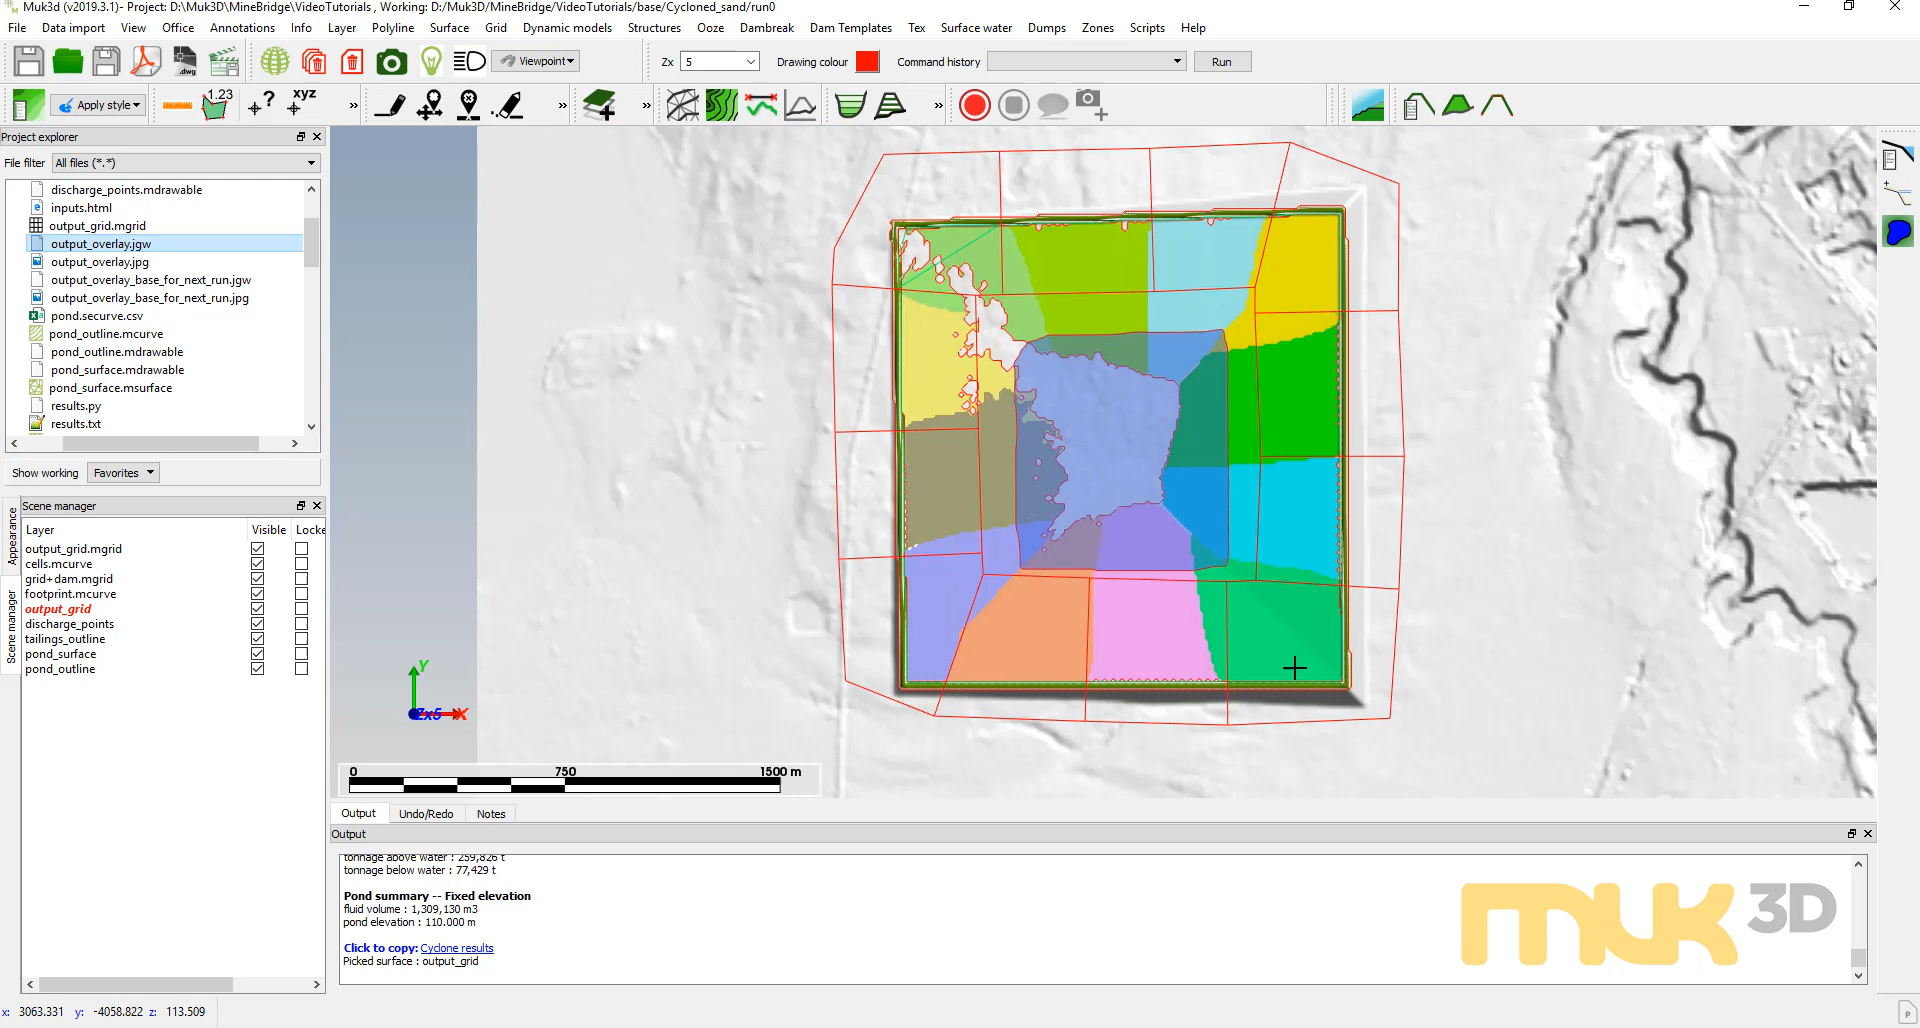 Muk3d (v2019.3.1)- Project: D:\Muk3D\MineBridge\VideoTutorials , Working: D:/Muk3D/MineBridge/VideoTutorials/base/Cycloned_sand/run0
File Data import View Office Annotations Info Layer Polyline Surface Grid Dynamic models Structures Ooze Dambreak Dam Templates Tex Surface water Dumps Zones Scripts Help
.dwg Viewpoint Zx 5 Drawing colour Command history Run
Apply style 1.23 ? xyz » » » »
Project explorer
File filter All files (*.*)
discharge_points.mdrawable
inputs.html
output_grid.mgrid
output_overlay.jgw
output_overlay.jpg
output_overlay_base_for_next_run.jgw
output_overlay_base_for_next_run.jpg
pond.securve.csv
pond_outline.mcurve
pond_outline.mdrawable
pond_surface.mdrawable
pond_surface.msurface
results.py
results.txt
Show working Favorites
Scene manager
Appearance
Scene manager
Layer Visible Locke
output_grid.mgrid
cells.mcurve
grid+dam.mgrid
footprint.mcurve
output_grid
discharge_points
tailings_outline
pond_surface
pond_outline
Y
Zx5 X
0 750 1500 m
Output Undo/Redo Notes
Output
tonnage above water : 259,826 t
tonnage below water : 77,429 t
Pond summary -- Fixed elevation
fluid volume : 1,309,130 m3
pond elevation : 110.000 m
Click to copy: Cyclone results
Picked surface : output_grid
MUK 3D
x: 3063.331 y: -4058.822 z: 113.509
P